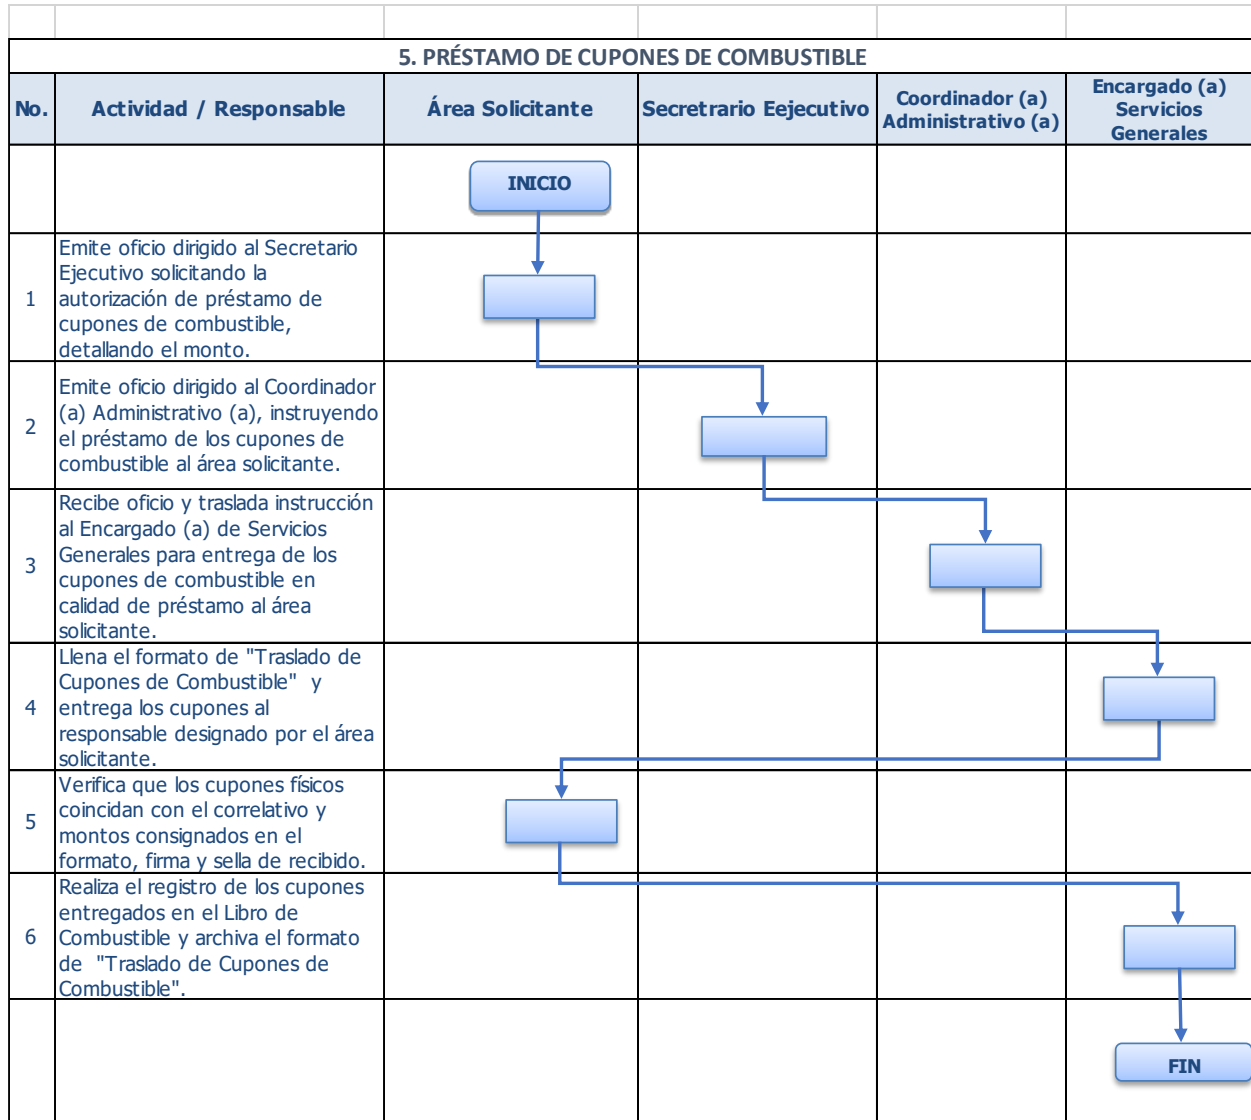 5. PRÉSTAMO DE CUPONES DE COMBUSTIBLE
No.
Actividad / Responsable
Área Solicitante
Secretrario Eejecutivo
Coordinador (a)
Administrativo (a)
Encargado (a)
Servicios
Generales
INICIO
1
Emite oficio dirigido al Secretario
Ejecutivo solicitando la
autorización de préstamo de
cupones de combustible,
detallando el monto.
2
Emite oficio dirigido al Coordinador
(a) Administrativo (a), instruyendo
el préstamo de los cupones de
combustible al área solicitante.
3
Recibe oficio y traslada instrucción
al Encargado (a) de Servicios
Generales para entrega de los
cupones de combustible en
calidad de préstamo al área
solicitante.
4
Llena el formato de "Traslado de
Cupones de Combustible"  y
entrega los cupones al
responsable designado por el área
solicitante.
5
Verifica que los cupones físicos
coincidan con el correlativo y
montos consignados en el
formato, firma y sella de recibido.
6
Realiza el registro de los cupones
entregados en el Libro de
Combustible y archiva el formato
de  "Traslado de Cupones de
Combustible".
FIN